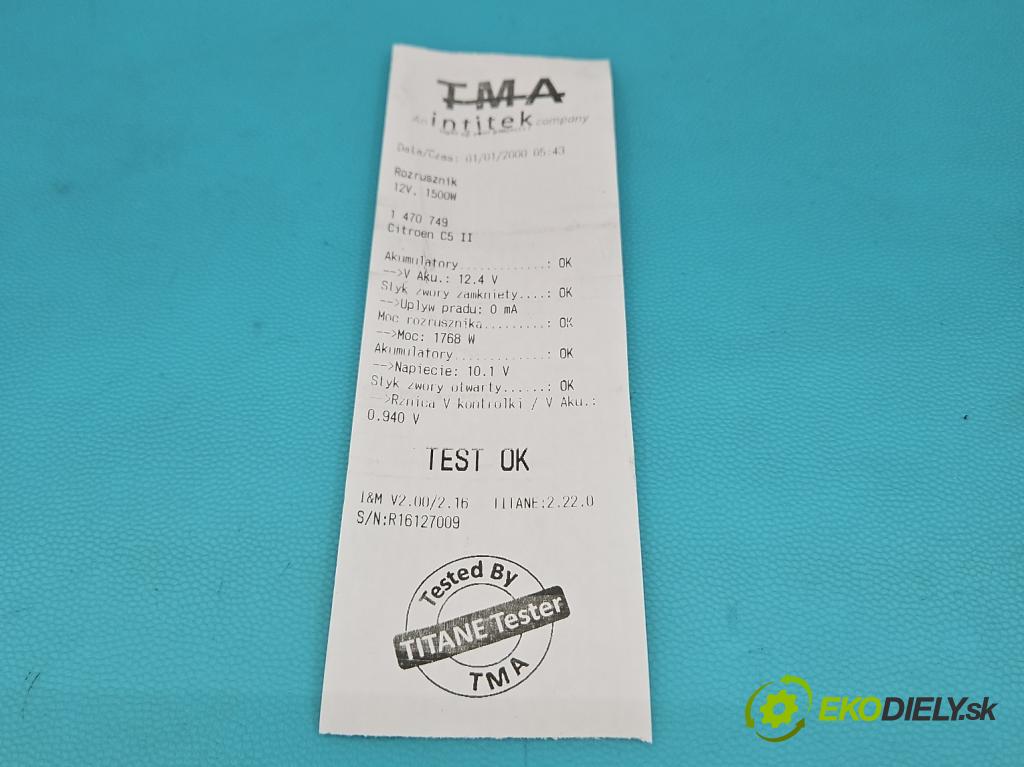 TMA
An intitek company
Data/Czas: 01/01/2000 05:43
Rozrusznik
12V. 1500W
1 470 749
Citroen C5 II
Akumulatory............: OK
-->V Aku.: 12.4 V
Styk zwory zamkniety....: OK
-->Uplyw pradu: 0 mA
Moc rozrusznika.........: OK
-->Moc: 1768 W
Akumulatory............: OK
-->Napiecie: 10.1 V
Styk zwory otwarty......: OK
-->Rznica V kontrolki / V Aku.:
0.940 V
TEST OK
I&M V2.00/2.16 TITANE:2.22.0
S/N:R16127009
Tested By
TITANE Tester
TMA
EKODIELY.sk